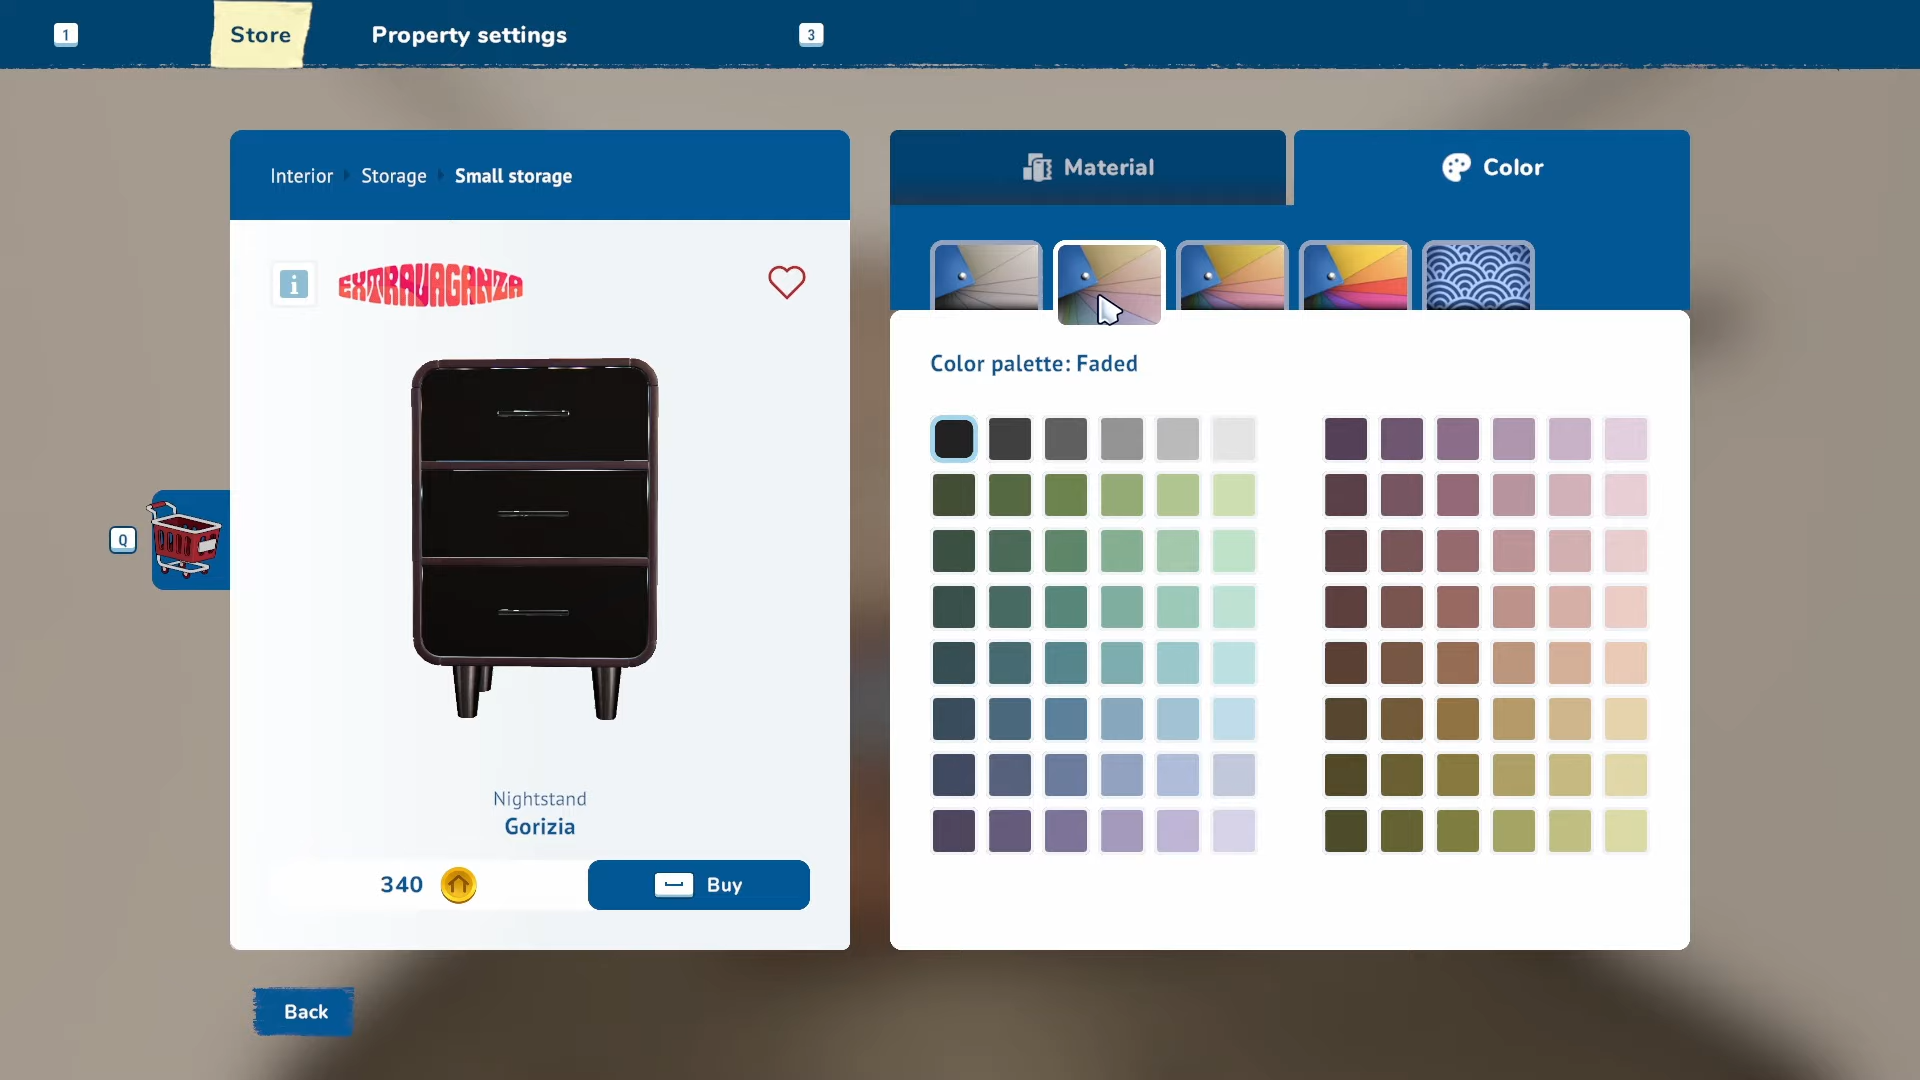 1
Store
Property settings
3
Interior
Storage
Small storage
Material
Color
i
EXTRAVAGANZA
Color palette: Faded
Q
Nightstand
Gorizia
340
Buy
Back